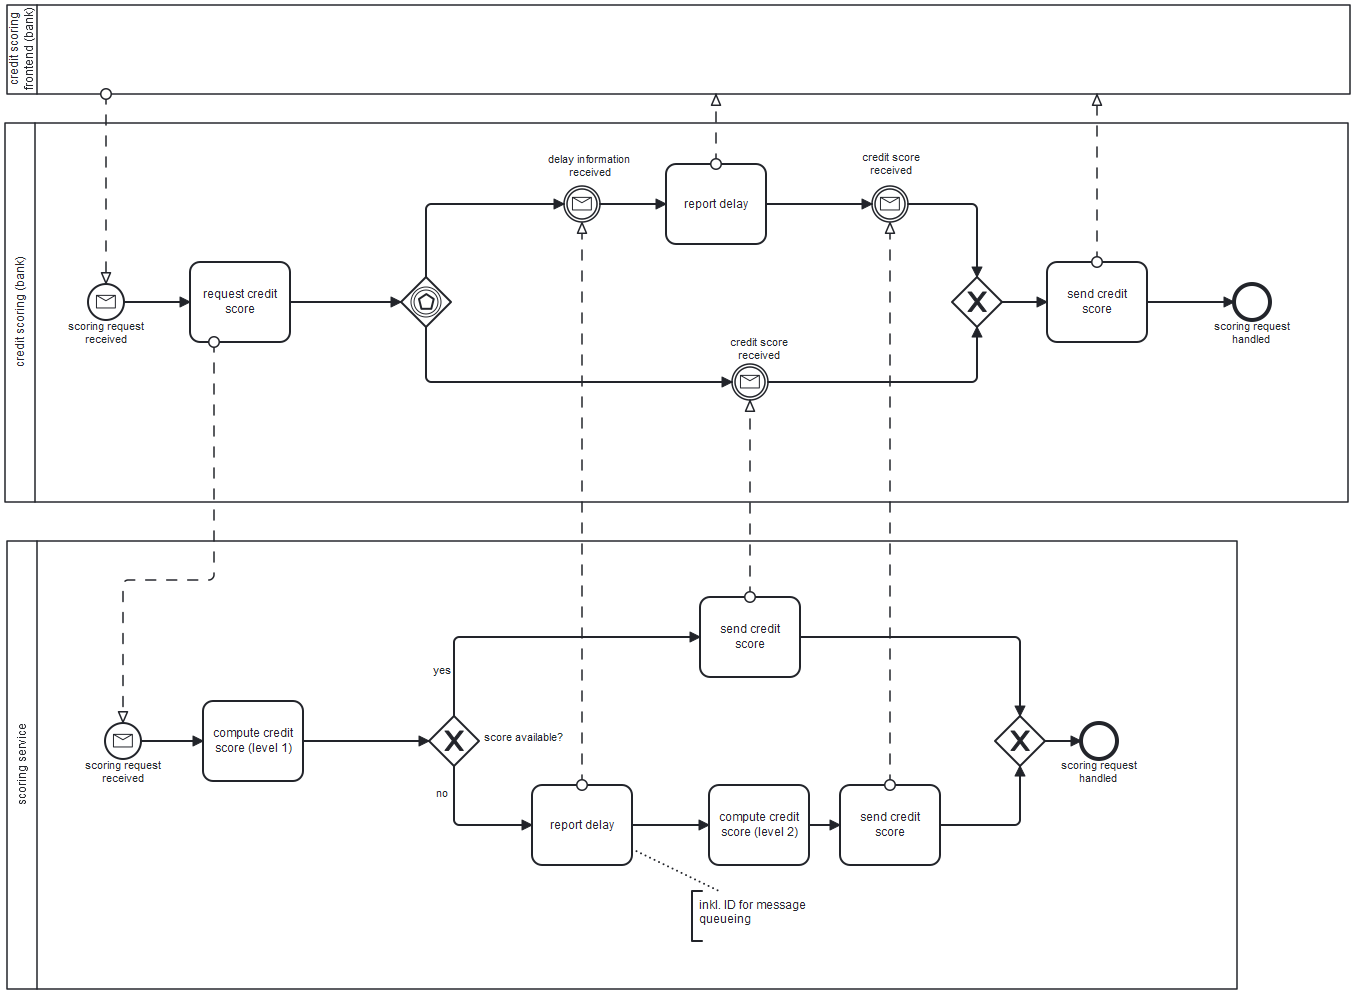 credit scoring
frontend (bank)
credit scoring (bank)
delay information
received
credit score
received
report delay
request credit
score
send credit
score
scoring request
received
scoring request
handled
credit score
received
scoring service
send credit
score
yes
compute credit
score (level 1)
score available?
scoring request
received
scoring request
handled
no
report delay
compute credit
score (level 2)
send credit
score
inkl. ID for message
queueing